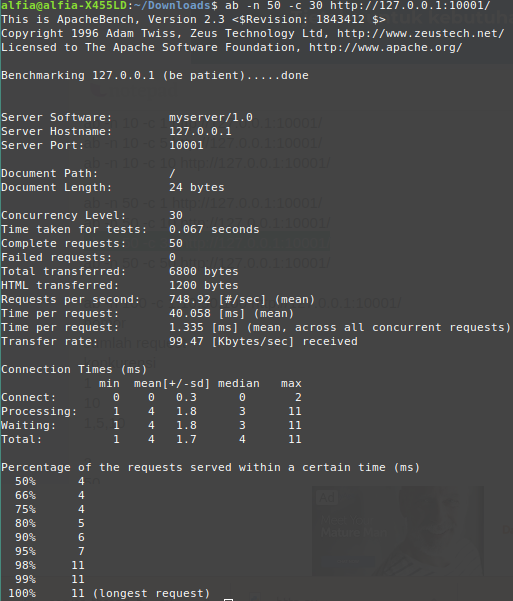 alfia@alfia-X455LD:~/Downloads$ ab -n 50 -c 30 http://127.0.0.1:10001/
This is ApacheBench, Version 2.3 <$Revision: 1843412 $>
Copyright 1996 Adam Twiss, Zeus Technology Ltd, http://www.zeustech.net/
Licensed to The Apache Software Foundation, http://www.apache.org/

Benchmarking 127.0.0.1 (be patient).....done

Server Software:        myserver/1.0
Server Hostname:        127.0.0.1
Server Port:            10001

Document Path:          /
Document Length:        24 bytes

Concurrency Level:      30
Time taken for tests:   0.067 seconds
Complete requests:      50
Failed requests:        0
Total transferred:      6800 bytes
HTML transferred:       1200 bytes
Requests per second:    748.92 [#/sec] (mean)
Time per request:       40.058 [ms] (mean)
Time per request:       1.335 [ms] (mean, across all concurrent requests)
Transfer rate:          99.47 [Kbytes/sec] received

Connection Times (ms)
              min  mean[+/-sd] median   max
Connect:        0    0   0.3      0       2
Processing:     1    4   1.8      3      11
Waiting:        1    4   1.8      3      11
Total:          1    4   1.7      4      11

Percentage of the requests served within a certain time (ms)
  50%      4
  66%      4
  75%      4
  80%      5
  90%      6
  95%      7
  98%     11
  99%     11
 100%     11 (longest request)